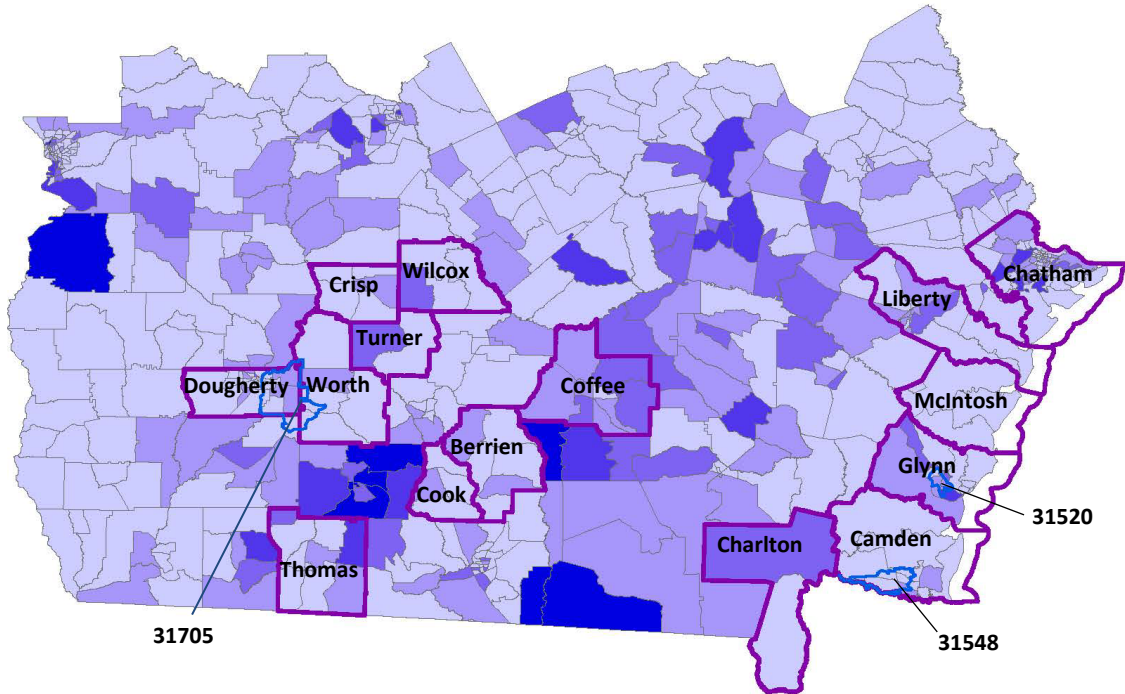 Wilcox
Crisp
Chatham
Liberty
Turner
Dougherty
Worth
Coffee
McIntosh
Berrien
Glynn
Cook
31520
Charlton
Camden
Thomas
31705
31548